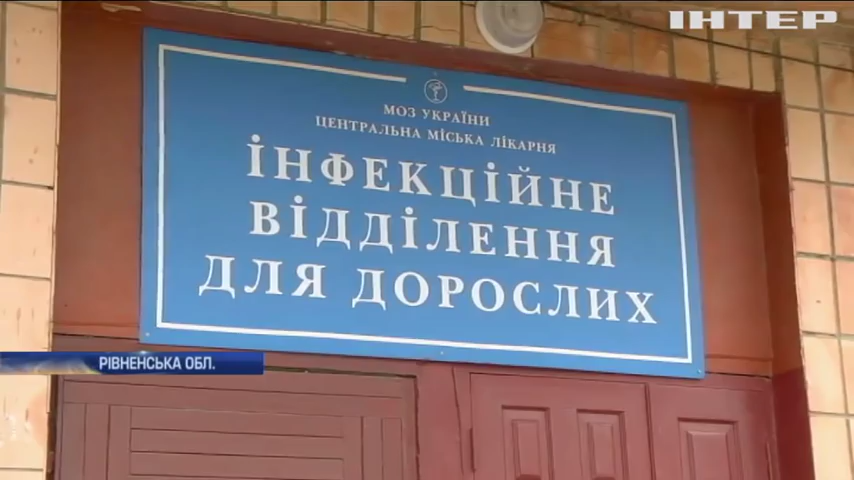 ІНТЕР
МОЗ УКРАЇНИ
ЦЕНТРАЛЬНА МІСЬКА ЛІКАРНЯ
ІНФЕКЦІЙНЕ
ВІДДІЛЕННЯ
ДЛЯ ДОРОСЛИХ
РІВНЕНСЬКА ОБЛ.